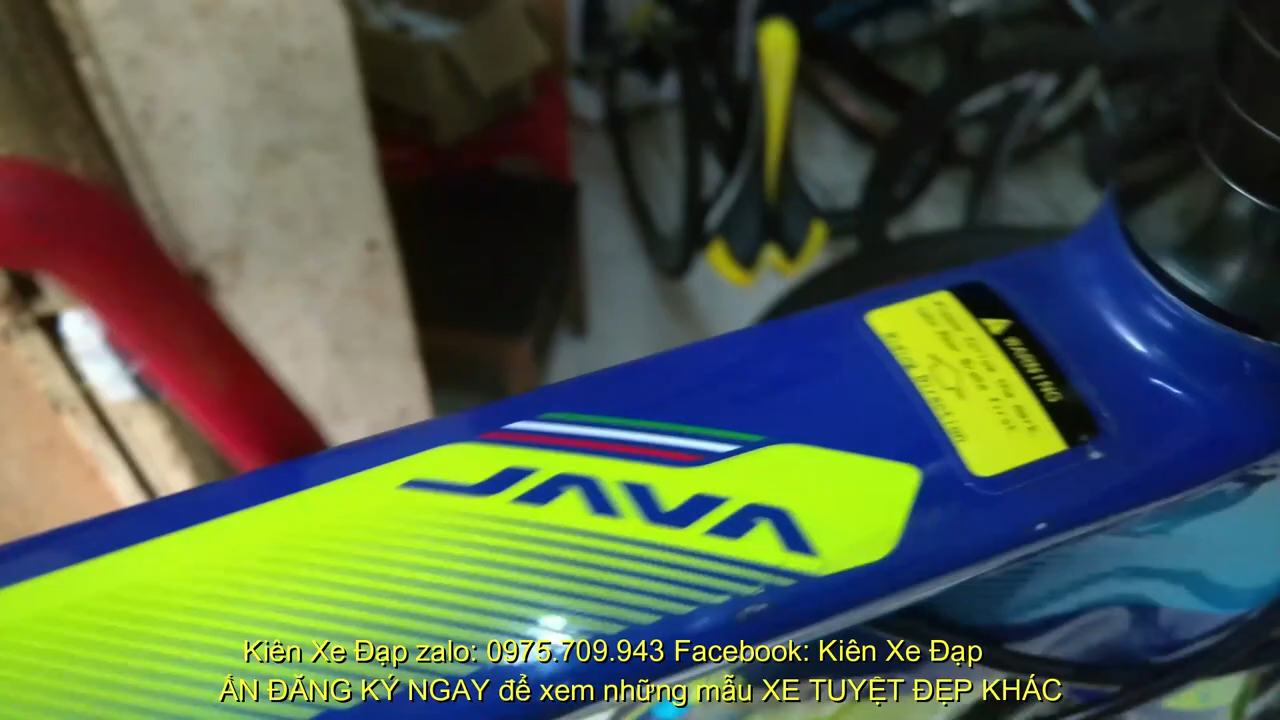 WARNING
JAVA
Kiên Xe Đạp zalo: 0975.709.943 Facebook: Kiên Xe Đạp
ẤN ĐĂNG KÝ NGAY để xem những mẫu XE TUYỆT ĐẸP KHÁC